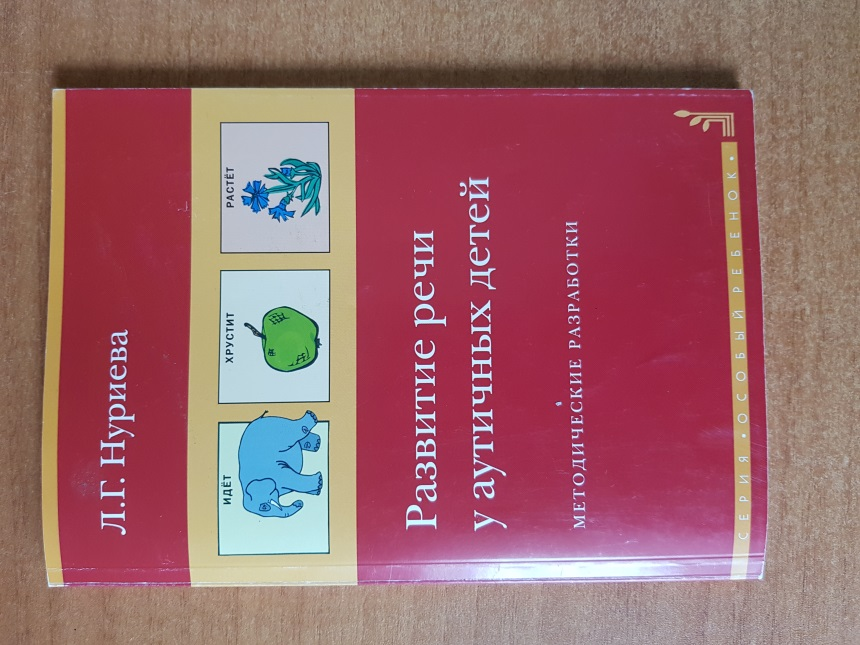 Л.Г. Нуриева
ИДЁТ
ХРУСТИТ
РАСТЁТ
Развитие речи
у аутичных детей
МЕТОДИЧЕСКИЕ РАЗРАБОТКИ
СЕРИЯ • ОСОБЫЙ РЕБЕНОК •